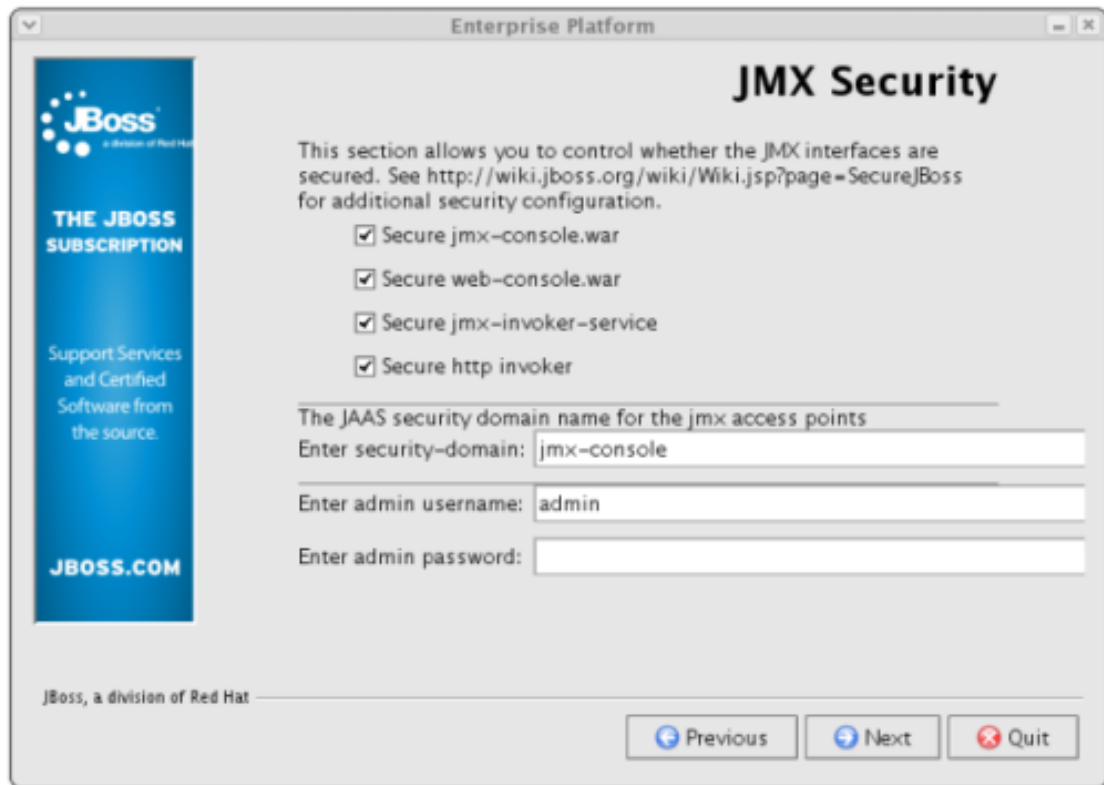 Enterprise Platform
JBoss
a division of Red Hat
THE JBOSS
SUBSCRIPTION
Support Services
and Certified
Software from
the source.
JBOSS.COM
JMX Security
This section allows you to control whether the JMX interfaces are
secured. See http://wiki.jboss.org/wiki/Wiki.jsp?page=SecureJBoss
for additional security configuration.
Secure jmx-console.war
Secure web-console.war
Secure jmx-invoker-service
Secure http invoker
The JAAS security domain name for the jmx access points
Enter security-domain: jmx-console
Enter admin username: admin
Enter admin password:
JBoss, a division of Red Hat
Previous Next Quit